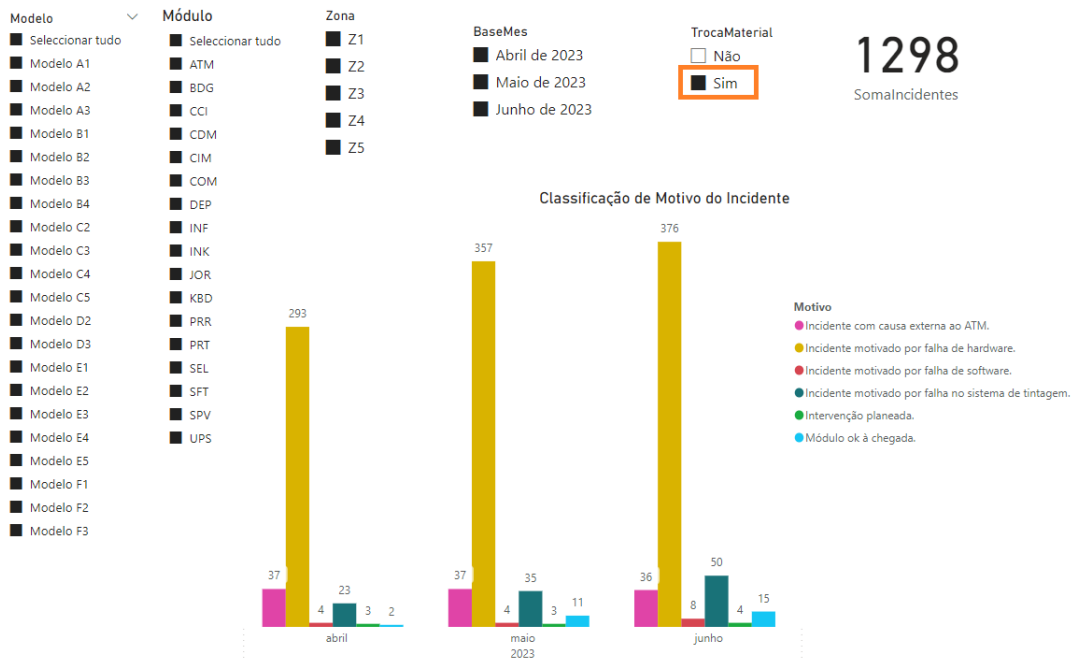 Modelo
Seleccionar tudo
Modelo A1
Modelo A2
Modelo A3
Modelo B1
Modelo B2
Modelo B3
Modelo B4
Modelo C2
Modelo C3
Modelo C4
Modelo C5
Modelo D2
Modelo D3
Modelo E1
Modelo E2
Modelo E3
Modelo E4
Modelo E5
Modelo F1
Modelo F2
Modelo F3
Módulo
Seleccionar tudo
ATM
BDG
CCI
CDM
CIM
COM
DEP
INF
INK
JOR
KBD
PRR
PRT
SEL
SFT
SPV
UPS
Zona
Z1
Z2
Z3
Z4
Z5
BaseMes
Abril de 2023
Maio de 2023
Junho de 2023
TrocaMaterial
Não
Sim
1298
SomaIncidentes
Classificação de Motivo do Incidente
37
293
4
23
3
2
37
357
4
35
3
11
36
376
8
50
4
15
abril
maio
junho
2023
Motivo
Incidente com causa externa ao ATM.
Incidente motivado por falha de hardware.
Incidente motivado por falha de software.
Incidente motivado por falha no sistema de tintagem.
Intervenção planeada.
Módulo ok à chegada.